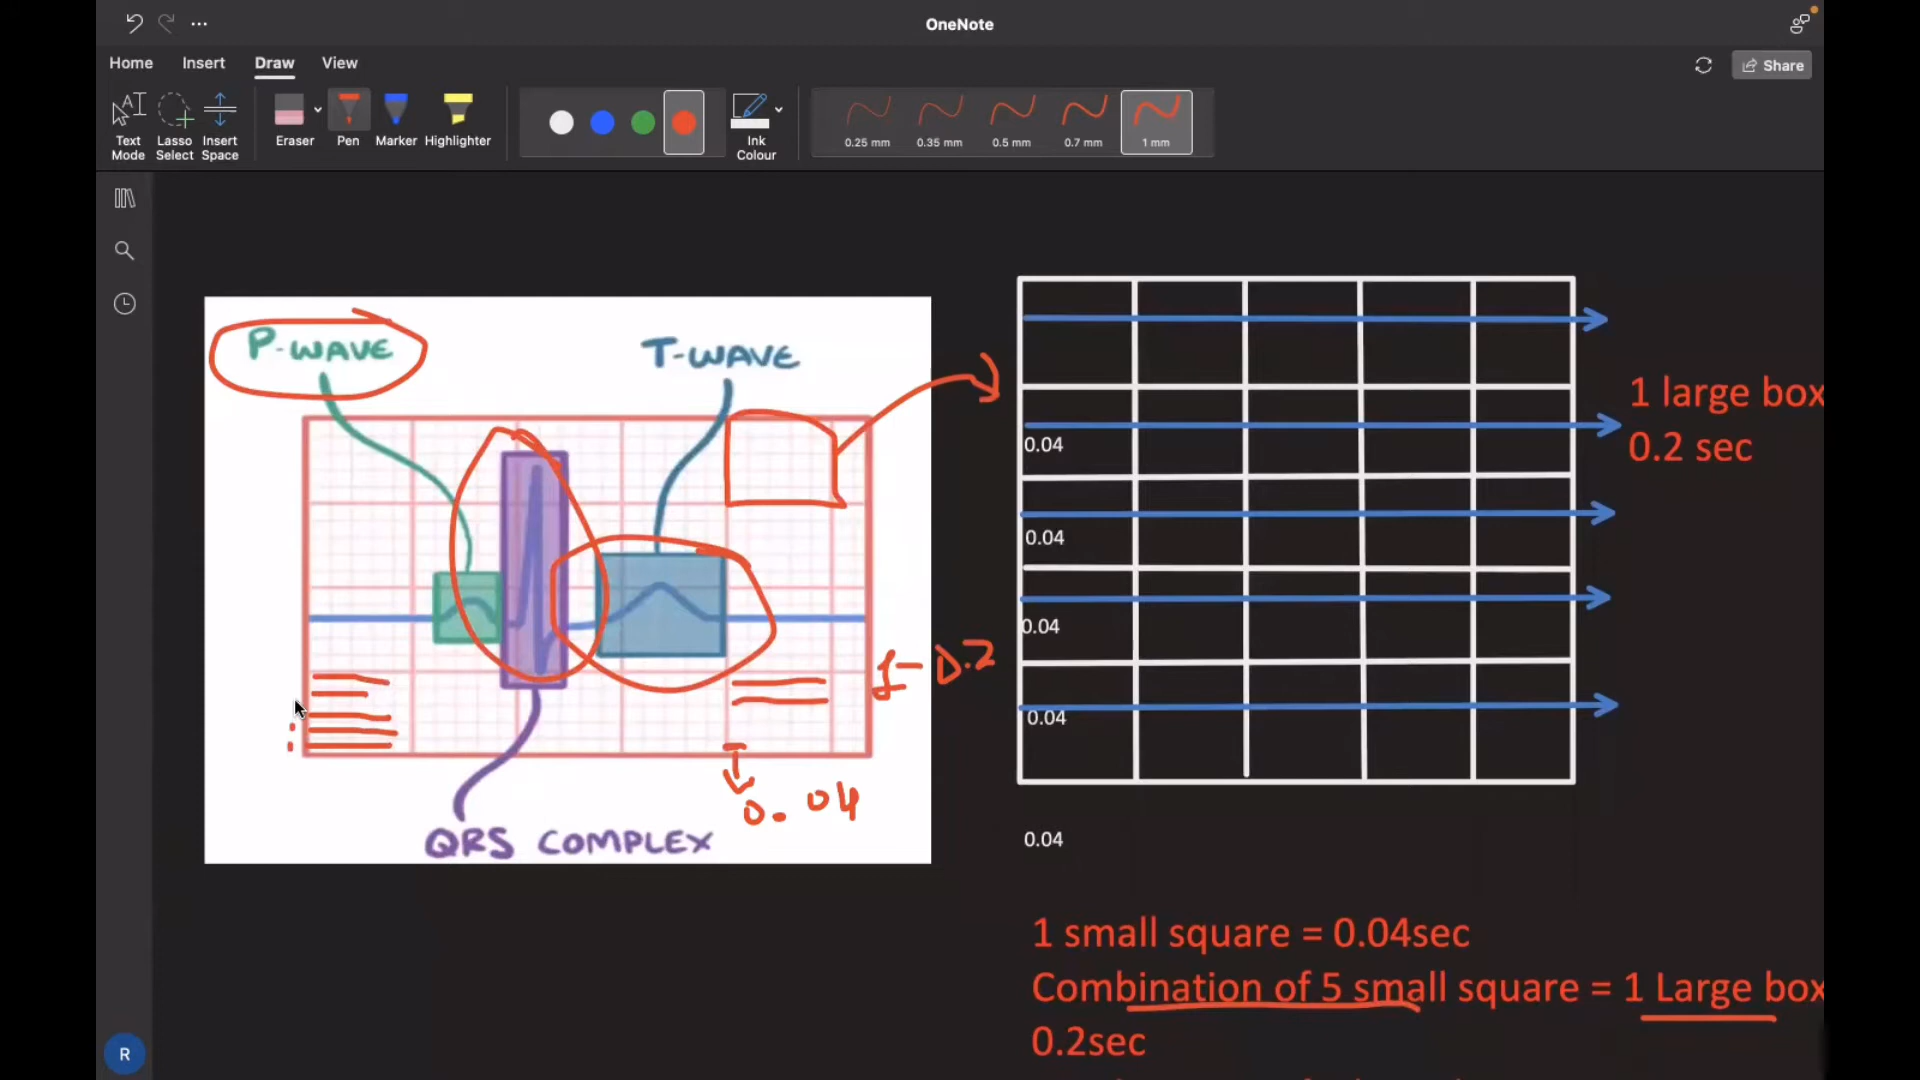 OneNote
Home Insert Draw View
Share
Text Mode
Lasso Select
Insert Space
Eraser
Pen
Marker
Highlighter
Ink Colour
0.25 mm
0.35 mm
0.5 mm
0.7 mm
1 mm
P-WAVE
T-WAVE
QRS COMPLEX
0.2
0.04
0.04
0.04
0.04
0.04
0.04
1 large box
0.2 sec
1 small square = 0.04sec
Combination of 5 small square = 1 Large box
0.2sec
R